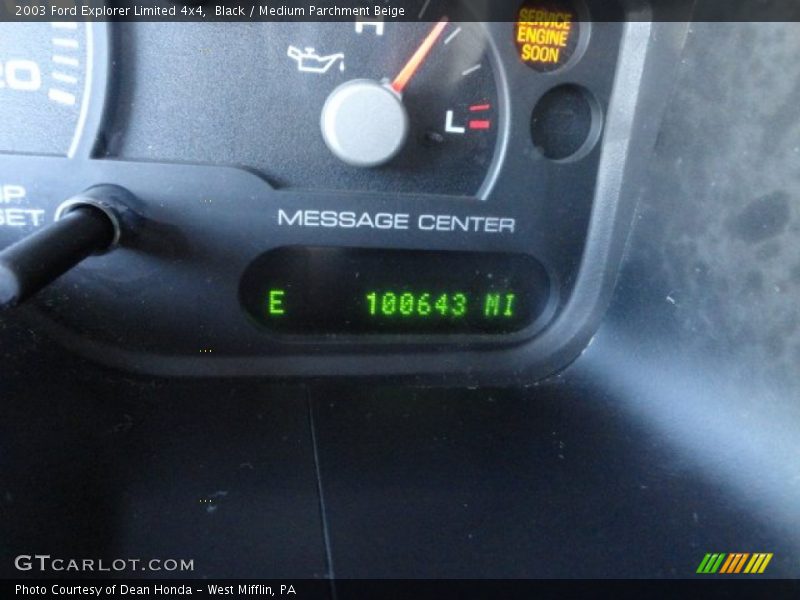 2003 Ford Explorer Limited 4x4, Black / Medium Parchment Beige
H
SERVICE
ENGINE
SOON
20
L
MESSAGE CENTER
E 100643 MI
GTCARLOT.COM
Photo Courtesy of Dean Honda - West Mifflin, PA